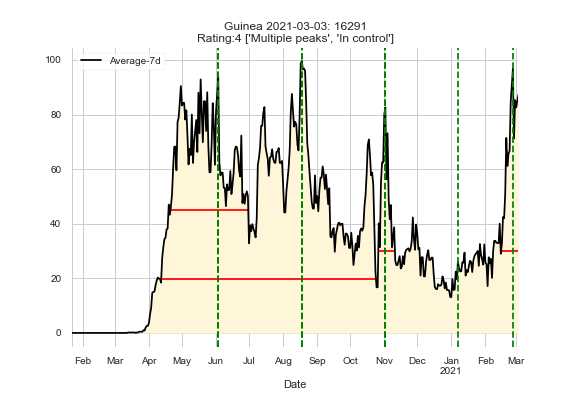 Guinea 2021-03-03: 16291
Rating:4 ['Multiple peaks', 'In control']
Average-7d
100
80
60
40
20
0
Feb Mar Apr May Jun Jul Aug Sep Oct Nov Dec Jan Feb Mar
2021
Date